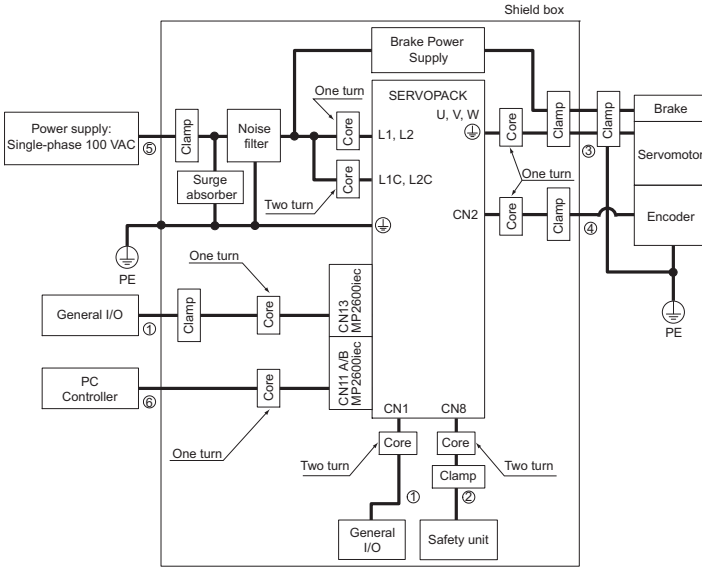 Shield box
Brake Power
Supply
One turn
SERVOPACK
U, V, W
Clamp
Clamp
Brake
Power supply:
Single-phase 100 VAC
⑤
Clamp
Noise
filter
Core
L1, L2
Core
③
Servomotor
Surge
absorber
Core
L1C, L2C
One turn
Two turn
CN2
Core
Clamp
④
Encoder
PE
One turn
PE
General I/O
①
Clamp
Core
CN13
MP2600iec
PC
Controller
⑥
Core
CN11 A/B
MP2600iec
One turn
CN1
CN8
Two turn
Core
Core
Two turn
Clamp
①
②
General
I/O
Safety unit